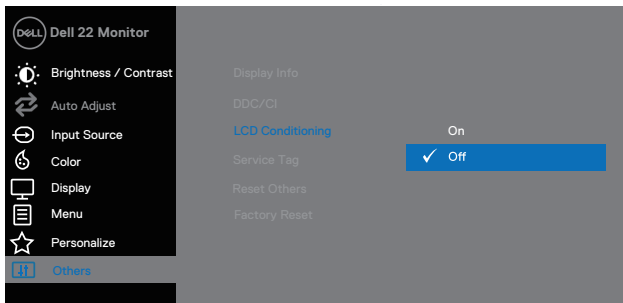 DELL Dell 22 Monitor
Brightness / Contrast
Auto Adjust
Input Source
Color
Display
Menu
Personalize
Others
Display Info
DDC/CI
LCD Conditioning
Service Tag
Reset Others
Factory Reset
On
Off